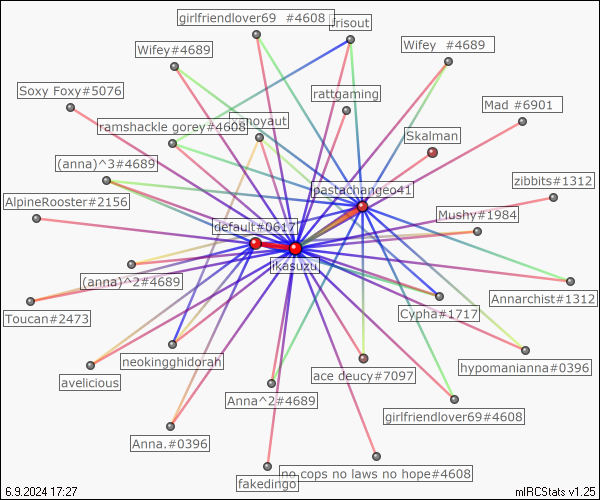 girlfriendlover69 #4608
frisout
Wifey#4689
Wifey #4689
Soxy Foxy#5076
rattgaming
Mad #6901
ramshackle gorey#4608
noyaut
Skalman
(anna)^3#4689
pastachangeo41
zibbits#1312
AlpineRooster#2156
default#0617
Mushy#1984
ikasuzu
(anna)^2#4689
Annarchist#1312
Toucan#2473
Cypha#1717
neokingghidorah
hypomanianna#0396
avelicious
ace deucy#7097
Anna^2#4689
girlfriendlover69#4608
Anna.#0396
no cops no laws no hope#4608
fakedingo
6.9.2024 17:27
mIRCStats v1.25